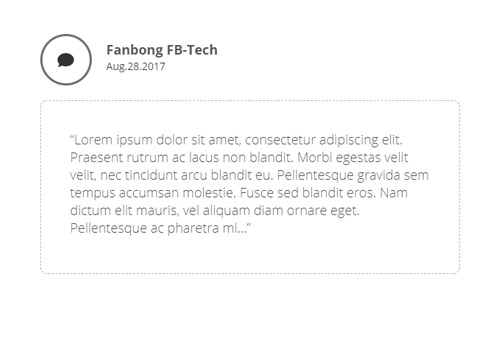 Fanbong FB-Tech
Aug.28.2017
“Lorem ipsum dolor sit amet, consectetur adipiscing elit.
Praesent rutrum ac lacus non blandit. Morbi egestas velit
velit, nec tincidunt arcu blandit eu. Pellentesque gravida sem
tempus accumsan molestie. Fusce sed blandit eros. Nam
dictum elit mauris, vel aliquam diam ornare eget.
Pellentesque ac pharetra mi...”